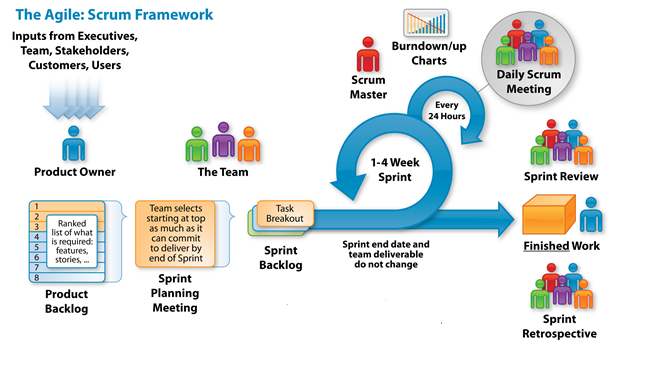 The Agile: Scrum Framework
Inputs from Executives,
Team, Stakeholders,
Customers, Users
Product Owner
The Team
1
2
3
4
5
6
7
8
Ranked
list of what
is required:
features,
stories, ...
Product
Backlog
Team selects
starting at top
as much as it
can commit
to deliver by
end of Sprint
Sprint
Planning
Meeting
Task
Breakout
Sprint
Backlog
Scrum
Master
Burndown/up
Charts
Every
24 Hours
1-4 Week
Sprint
Daily Scrum
Meeting
Sprint end date and
team deliverable
do not change
Sprint Review
Finished Work
Sprint
Retrospective